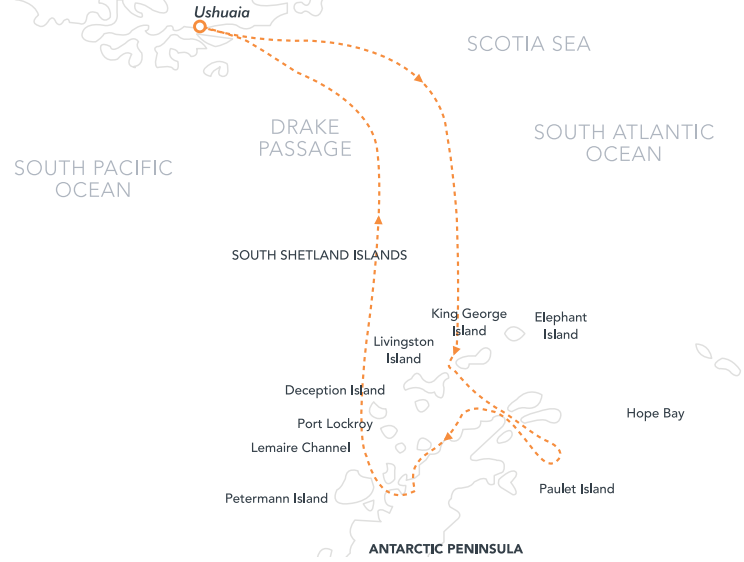 Ushuaia
SCOTIA SEA
DRAKE
PASSAGE
SOUTH ATLANTIC
OCEAN
SOUTH PACIFIC
OCEAN
SOUTH SHETLAND ISLANDS
King George
Island
Elephant
Island
Livingston
Island
Deception Island
Hope Bay
Port Lockroy
Lemaire Channel
Paulet Island
Petermann Island
ANTARCTIC PENINSULA